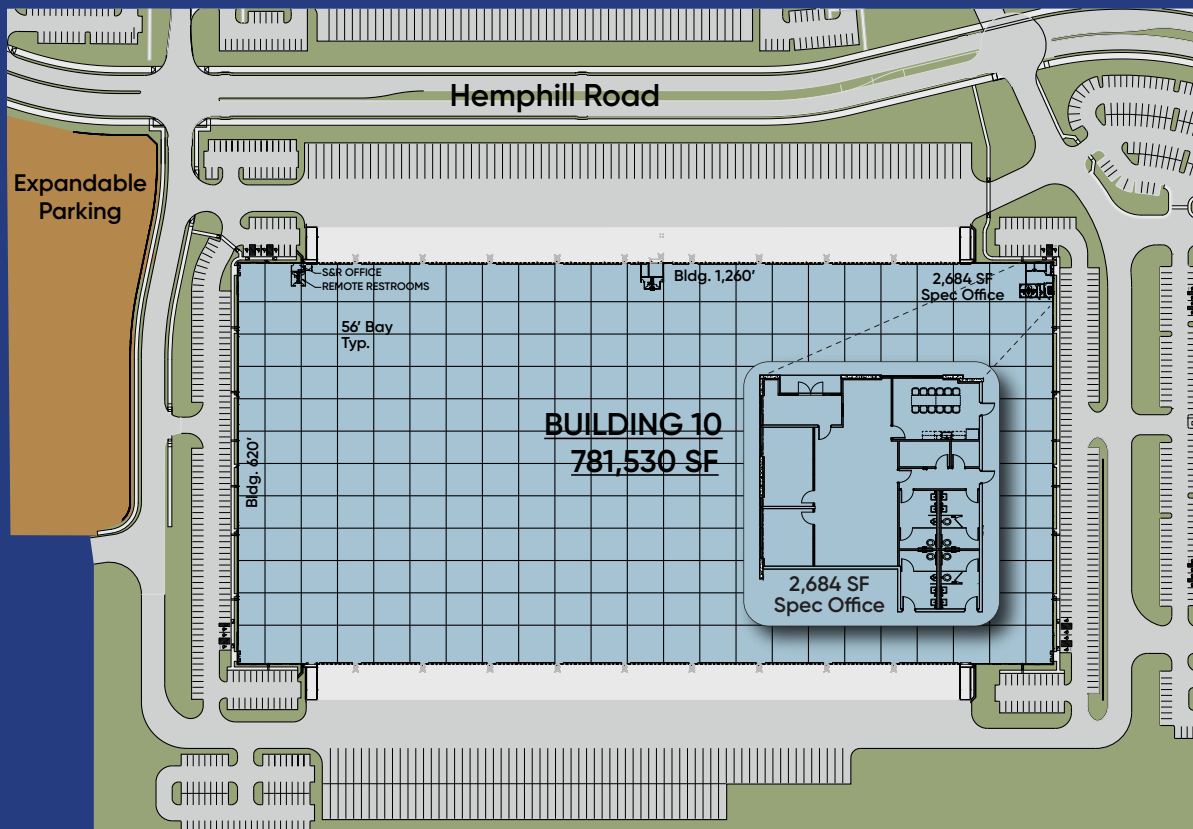 Hemphill Road
Expandable
Parking
S&R OFFICE
REMOTE RESTROOMS
Bldg. 1,260’
2,684 SF
Spec Office
56’ Bay
Typ.
BUILDING 10
781,530 SF
Bldg. 620’
2,684 SF
Spec Office